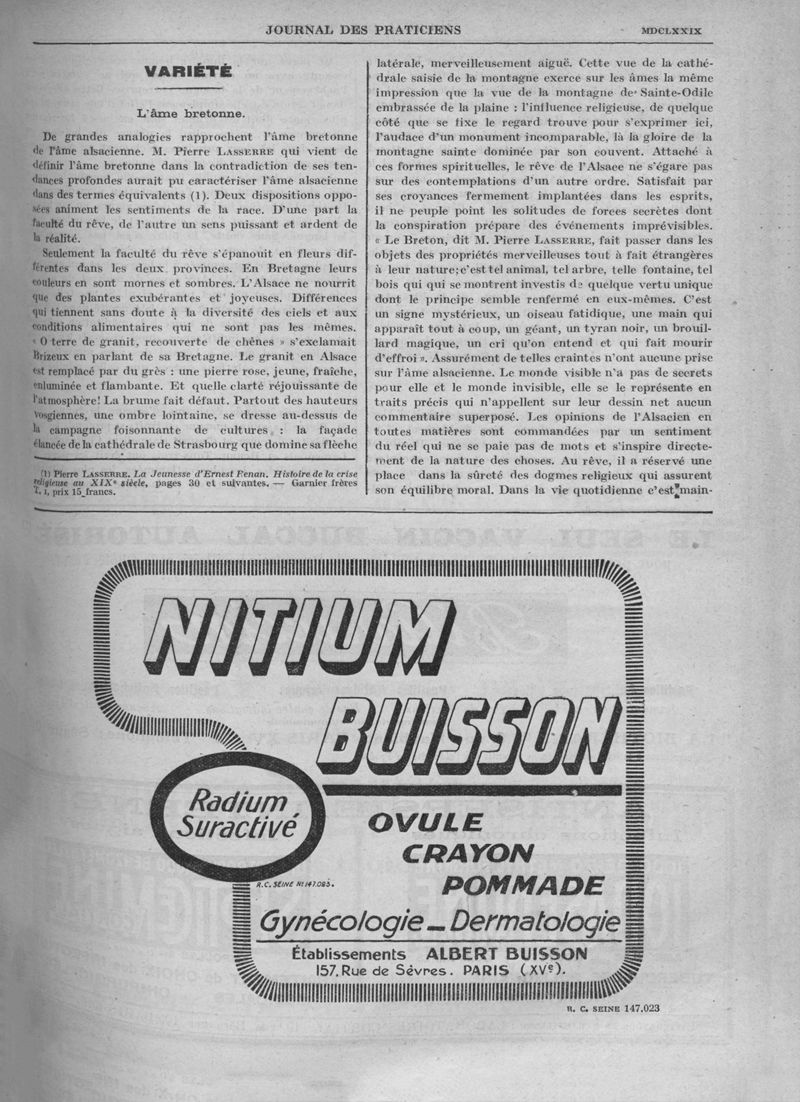 JOURNAL DES PRATICIENS
MDCLXXIX
VARIÉTÉ
L'âme bretonne.
De grandes analogies rapprochent l'âme bretonne
de l'âme alsacienne. M. Pierre LASSERRE qui vient de
définir l'âme bretonne dans la contradiction de ses ten-
dances profondes aurait pu caractériser l'âme alsacienne
dans des termes équivalents (1). Deux dispositions oppo-
sées animent les sentiments de la race. D'une part la
faculté du rêve, de l'autre un sens puissant et ardent de
la réalité.
Seulement la faculté du rêve s'épanouit en fleurs dif-
férentes dans les deux provinces. En Bretagne leurs
couleurs en sont mornes et sombres. L'Alsace ne nourrit
que des plantes exubérantes et joyeuses. Différences
qui tiennent sans doute à la diversité des ciels et aux
conditions alimentaires qui ne sont pas les mêmes.
« O terre de granit, recouverte de chênes » s'exclamait
Brizeux en parlant de sa Bretagne. Le granit en Alsace
est remplacé par du grès : une pierre rose, jeune, fraîche,
enluminée et flambante. Et quelle clarté réjouissante de
l'atmosphère! La brume fait défaut. Partout des hauteurs
vosgiennes, une ombre lointaine, se dresse au-dessus de
la campagne foisonnante de cultures : la façade
élancée de la cathédrale de Strasbourg que domine sa flèche
(1) Pierre LASSERRE. La Jeunesse d'Ernest Fenan. Histoire de la crise
religieuse au XIXe siècle, pages 30 et suivantes. — Garnier frères
T. I, prix 15 francs.
latérale, merveilleusement aiguë. Cette vue de la cathé-
drale saisie de la montagne exerce sur les âmes la même
impression que la vue de la montagne de Sainte-Odile
embrassée de la plaine : l'influence religieuse, de quelque
côté que se fixe le regard trouve pour s'exprimer ici,
l'audace d'un monument incomparable, là la gloire de la
montagne sainte dominée par son couvent. Attaché à
ces formes spirituelles, le rêve de l'Alsace ne s'égare pas
sur des contemplations d'un autre ordre. Satisfait par
ses croyances fermement implantées dans les esprits,
il ne peuple point les solitudes de forces secrètes dont
la conspiration prépare des événements imprévisibles.
« Le Breton, dit M. Pierre LASSERRE, fait passer dans les
objets des propriétés merveilleuses tout à fait étrangères
à leur nature; c'est tel animal, tel arbre, telle fontaine, tel
bois qui qui se montrent investis de quelque vertu unique
dont le principe semble renfermé en eux-mêmes. C'est
un signe mystérieux, un oiseau fatidique, une main qui
apparaît tout à coup, un géant, un tyran noir, un brouil-
lard magique, un cri qu'on entend et qui fait mourir
d'effroi ». Assurément de telles craintes n'ont aucune prise
sur l'âme alsacienne. Le monde visible n'a pas de secrets
pour elle et le monde invisible, elle se le représente en
traits précis qui n'appellent sur leur dessin net aucun
commentaire superposé. Les opinions de l'Alsacien en
toutes matières sont commandées par un sentiment
du réel qui ne se paie pas de mots et s'inspire directe-
ment de la nature des choses. Au rêve, il a réservé une
place dans la sûreté des dogmes religieux qui assurent
son équilibre moral. Dans la vie quotidienne c'est main-
NITIUM
BUISSON
Radium
Suractivé
OVULE
CRAYON
POMMADE
R.C. SEINE No 147.023.
Gynécologie — Dermatologie
Établissements ALBERT BUISSON
157, Rue de Sèvres. PARIS (XVe).
R. C. SEINE 147.023